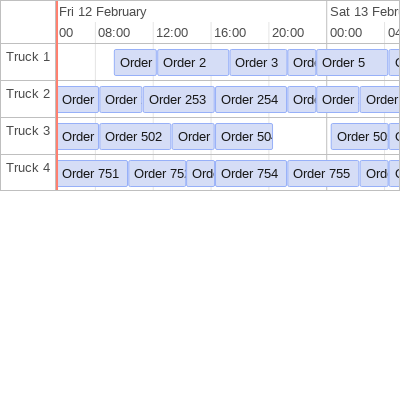 Fri 12 February Sat 13 Febr
00 08:00 12:00 16:00 20:00 00:00 04
Truck 1 Order Order 2 Order 3 Ord Order 5
Truck 2 Order Order Order 253 Order 254 Ord Order Order
Truck 3 Order Order 502 Order Order 50 Order 50
Truck 4 Order 751 Order 75 Ord Order 754 Order 755 Ord